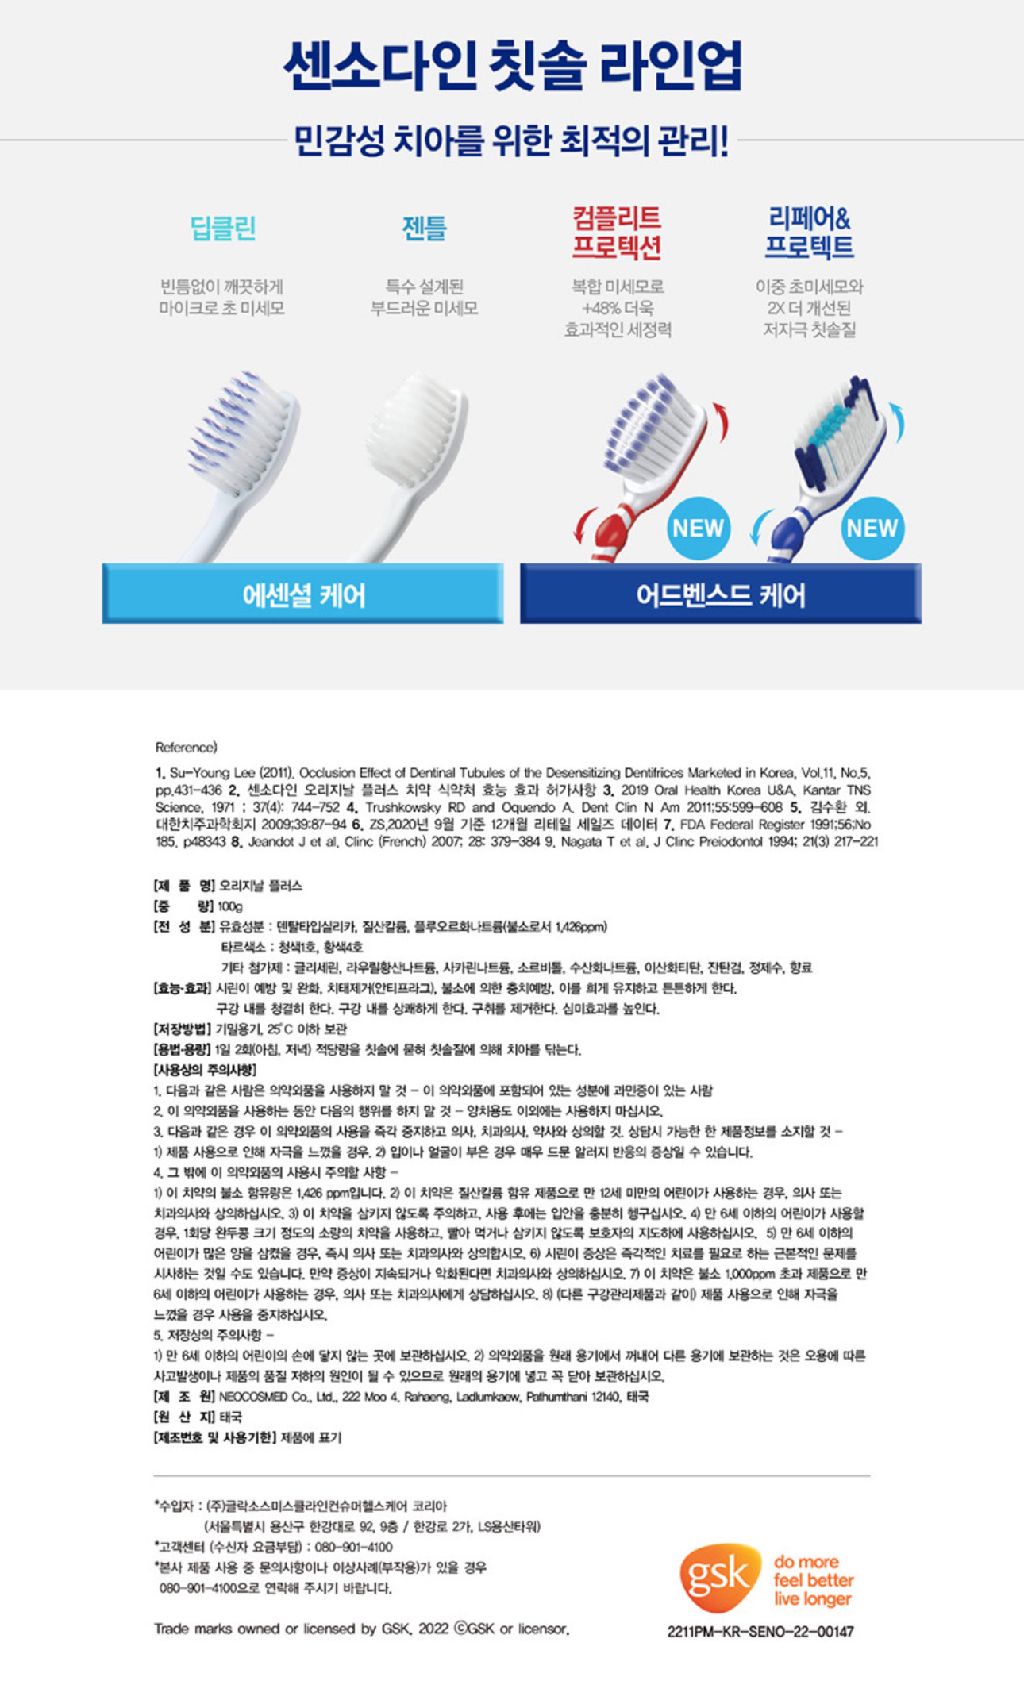 센소다인 칫솔 라인업
민감성 치아를 위한 최적의 관리!
딥클린
빈틈없이 깨끗하게
마이크로 초 미세모
젠틀
특수 설계된
부드러운 미세모
컴플리트
프로텍션
복합 미세모로
+48% 더욱
효과적인 세정력
리페어&
프로텍트
이중 초미세모와
2X 더 개선된
저자극 칫솔질
NEW
NEW
에센셜 케어
어드벤스드 케어
Reference)
1. Su-Young Lee (2011). Occlusion Effect of Dentinal Tubules of the Desensitizing Dentifrices Marketed in Korea, Vol.11, No.5,
pp.431-436 2. 센소다인 오리지날 플러스 치약 식약처 효능 효과 허가사항 3. 2019 Oral Health Korea U&A, Kantar TNS
Science, 1971 : 37(4): 744-752 4. Trushkowsky RD and Oquendo A. Dent Clin N Am 2011:55:599-608 5. 김수환 외.
대한치주과학회지 2009;39:87-94 6. ZS,2020년 9월 기준 12개월 리테일 세일즈 데이터 7. FDA Federal Register 1991;56;No
185. p48343 8. Jeandot J et al. Clinc (French) 2007; 28: 379-384 9. Nagata T et al. J Clinc Preiodontol 1994; 21(3) 217-221
[제 품 명] 오리지날 플러스
[중 량] 100g
[전 성 분] 유효성분 : 덴탈타입실리카, 질산칼륨, 플루오르화나트륨(불소로서 1,426ppm)
타르색소 : 청색1호, 황색4호
기타 첨가제 : 글리세린, 라우릴황산나트륨, 사카린나트륨, 소르비톨, 수산화나트륨, 이산화티탄, 잔탄검, 정제수, 향료
[효능·효과] 시린이 예방 및 완화. 치태제거(안티프라그). 불소에 의한 충치예방. 이를 희게 유지하고 튼튼하게 한다.
구강 내를 청결히 한다. 구강 내를 상쾌하게 한다. 구취를 제거한다. 심미효과를 높인다.
[저장방법] 기밀용기, 25°C 이하 보관
[용법·용량] 1일 2회(아침, 저녁) 적당량을 칫솔에 묻혀 칫솔질에 의해 치아를 닦는다.
[사용상의 주의사항]
1. 다음과 같은 사람은 의약외품을 사용하지 말 것 - 이 의약외품에 포함되어 있는 성분에 과민증이 있는 사람
2. 이 의약외품을 사용하는 동안 다음의 행위를 하지 말 것 - 양치용도 이외에는 사용하지 마십시오.
3. 다음과 같은 경우 이 의약외품의 사용을 즉각 중지하고 의사, 치과의사, 약사와 상의할 것. 상담시 가능한 한 제품정보를 소지할 것 -
1) 제품 사용으로 인해 자극을 느꼈을 경우. 2) 입이나 얼굴이 부은 경우 매우 드문 알러지 반응의 증상일 수 있습니다.
4. 그 밖에 이 의약외품의 사용시 주의할 사항 -
1) 이 치약의 불소 함유량은 1,426 ppm입니다. 2) 이 치약은 질산칼륨 함유 제품으로 만 12세 미만의 어린이가 사용하는 경우, 의사 또는
치과의사와 상의하십시오. 3) 이 치약을 삼키지 않도록 주의하고, 사용 후에는 입안을 충분히 헹구십시오. 4) 만 6세 이하의 어린이가 사용할
경우, 1회당 완두콩 크기 정도의 소량의 치약을 사용하고, 빨아 먹거나 삼키지 않도록 보호자의 지도하에 사용하십시오. 5) 만 6세 이하의
어린이가 많은 양을 삼켰을 경우, 즉시 의사 또는 치과의사와 상의합시오. 6) 시린이 증상은 즉각적인 치료를 필요로 하는 근본적인 문제를
시사하는 것일 수도 있습니다. 만약 증상이 지속되거나 악화된다면 치과의사와 상의하십시오. 7) 이 치약은 불소 1,000ppm 초과 제품으로 만
6세 이하의 어린이가 사용하는 경우, 의사 또는 치과의사에게 상담하십시오. 8) (다른 구강관리제품과 같이) 제품 사용으로 인해 자극을
느꼈을 경우 사용을 중지하십시오.
5. 저장상의 주의사항 -
1) 만 6세 이하의 어린이의 손에 닿지 않는 곳에 보관하십시오. 2) 의약외품을 원래 용기에서 꺼내어 다른 용기에 보관하는 것은 오용에 따른
사고발생이나 제품의 품질 저하의 원인이 될 수 있으므로 원래의 용기에 넣고 꼭 닫아 보관하십시오.
[제 조 원] NEOCOSMED Co., Ltd., 222 Moo 4, Rahaeng, Ladlumkaew, Pathumthani 12140, 태국
[원 산 지] 태국
[제조번호 및 사용기한] 제품에 표기
*수입자 : (주)글락소스미스클라인컨슈머헬스케어 코리아
(서울특별시 용산구 한강대로 92, 9층 / 한강로 2가, LS용산타워)
*고객센터 (수신자 요금부담) : 080-901-4100
*본사 제품 사용 중 문의사항이나 이상사례(부작용)가 있을 경우
080-901-4100으로 연락해 주시기 바랍니다.
Trade marks owned or licensed by GSK. 2022 ⓒGSK or licensor.
gsk
do more
feel better
live longer
2211PM-KR-SENO-22-00147